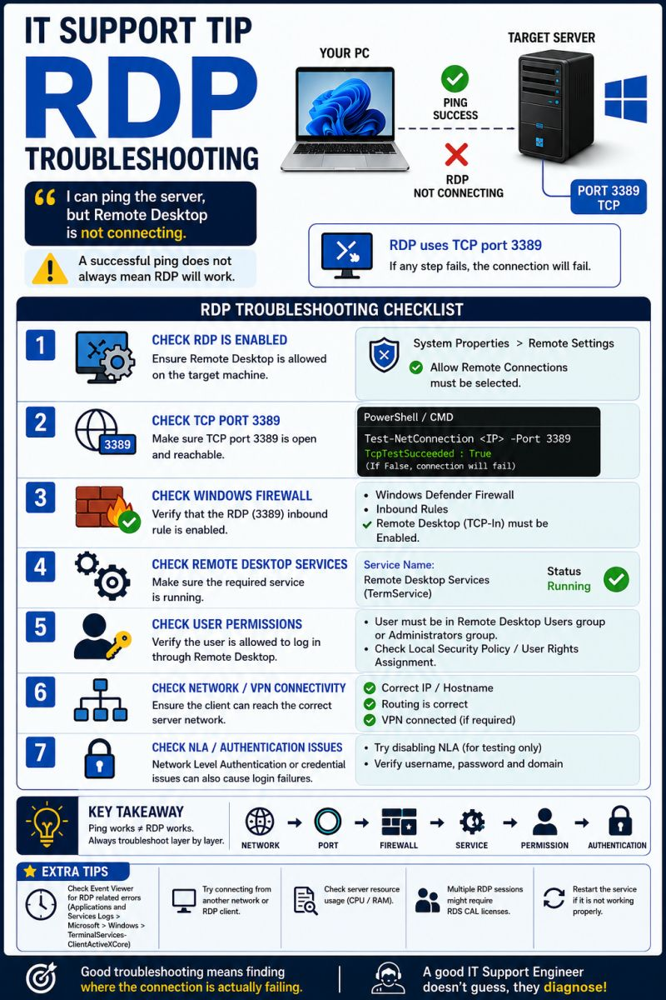 IT SUPPORT TIP
RDP
TROUBLESHOOTING
YOUR PC
TARGET SERVER
PING
SUCCESS
RDP
NOT CONNECTING
PORT 3389
TCP
“ I can ping the server,
but Remote Desktop
is not connecting.
A successful ping does not
always mean RDP will work.
RDP uses TCP port 3389
If any step fails, the connection will fail.
RDP TROUBLESHOOTING CHECKLIST
1
CHECK RDP IS ENABLED
Ensure Remote Desktop is allowed
on the target machine.
System Properties > Remote Settings
Allow Remote Connections
must be selected.
2
3389
CHECK TCP PORT 3389
Make sure TCP port 3389 is open
and reachable.
PowerShell / CMD
Test-NetConnection <IP> -Port 3389
TcpTestSucceeded : True
(If False, connection will fail)
3
CHECK WINDOWS FIREWALL
Verify that the RDP (3389) inbound
rule is enabled.
• Windows Defender Firewall
• Inbound Rules
✓ Remote Desktop (TCP-In) must be
Enabled.
4
CHECK REMOTE DESKTOP SERVICES
Make sure the required service
is running.
Service Name:
Remote Desktop Services
(TermService)
Status
Running
5
CHECK USER PERMISSIONS
Verify the user is allowed to log in
through Remote Desktop.
• User must be in Remote Desktop Users group
or Administrators group.
• Check Local Security Policy / User Rights
Assignment.
6
CHECK NETWORK / VPN CONNECTIVITY
Ensure the client can reach the correct
server network.
Correct IP / Hostname
Routing is correct
VPN connected (if required)
7
CHECK NLA / AUTHENTICATION ISSUES
Network Level Authentication or credential
issues can also cause login failures.
• Try disabling NLA (for testing only)
• Verify username, password and domain
KEY TAKEAWAY
Ping works ≠ RDP works.
Always troubleshoot layer by layer.
NETWORK
PORT
FIREWALL
SERVICE
PERMISSION
AUTHENTICATION
EXTRA TIPS
Check Event Viewer
for RDP related errors
(Applications and
Services Logs >
Microsoft > Windows >
TerminalServices-
ClientActiveXCore)
Try connecting from
another network or
RDP client.
Check server resource
usage (CPU / RAM).
Multiple RDP sessions
might require
RDS CAL licenses.
Restart the service
if it is not working
properly.
Good troubleshooting means finding
where the connection is actually failing.
A good IT Support Engineer
doesn't guess, they diagnose!